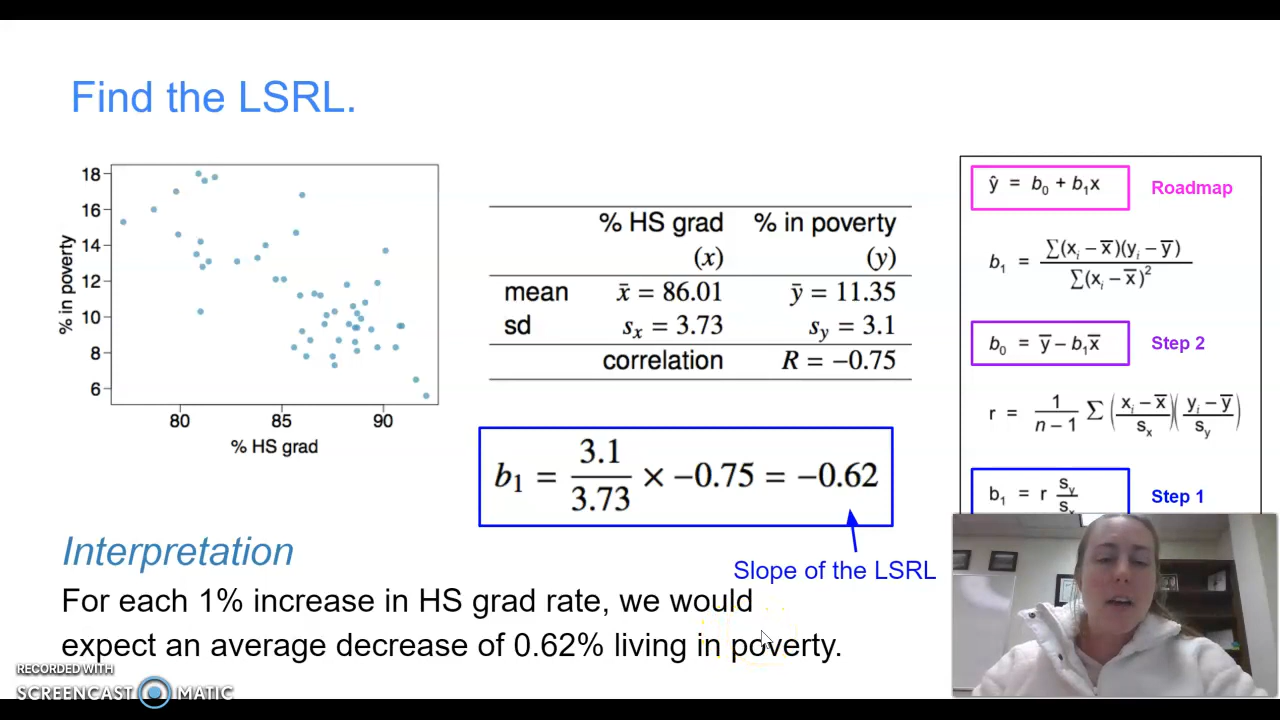 Find the LSRL.
18
16
14
12
10
8
6
% in poverty
80 85 90
% HS grad
% HS grad % in poverty
(x) (y)
mean x̄ = 86.01 ȳ = 11.35
sd sₓ = 3.73 s_y = 3.1
correlation R = −0.75
b₁ = 3.1/3.73 × −0.75 = −0.62
Slope of the LSRL
ŷ = b₀ + b₁x Roadmap
b₁ = ∑(xᵢ − x̄)(yᵢ − ȳ) / ∑(xᵢ − x̄)²
b₀ = ȳ − b₁x̄ Step 2
r = 1/(n − 1) ∑ ((xᵢ − x̄)/sₓ)((yᵢ − ȳ)/s_y)
b₁ = r s_y/sₓ Step 1
Interpretation
For each 1% increase in HS grad rate, we would
expect an average decrease of 0.62% living in poverty.
RECORDED WITH
SCREENCAST MATIC